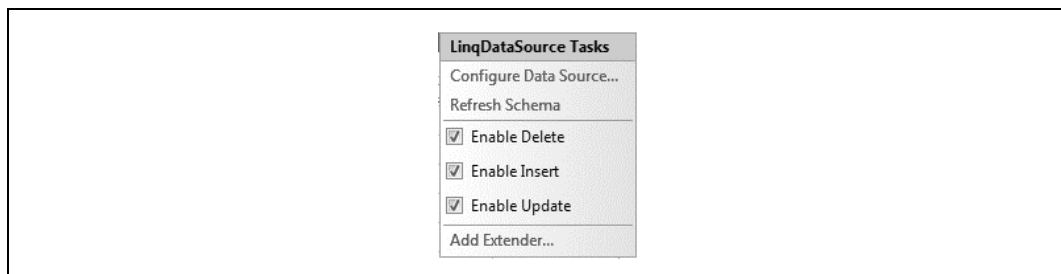 LinqDataSource Tasks
Configure Data Source...
Refresh Schema
Enable Delete
Enable Insert
Enable Update
Add Extender...